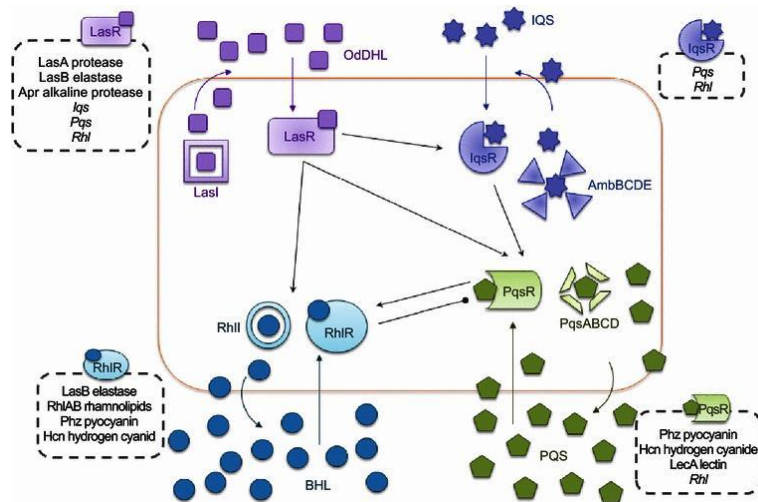 LasR
LasA protease
LasB elastase
Apr alkaline protease
Iqs
Pqs
Rhl
OdDHL
IQS
IqsR
Pqs
Rhl
LasR
LasI
IqsR
AmbBCDE
RhlI
RhlR
PqsR
PqsABCD
RhlR
LasB elastase
RhlAB rhamnolipids
Phz pyocyanin
Hcn hydrogen cyanid
BHL
PQS
PqsR
Phz pyocyanin
Hcn hydrogen cyanide
LecA lectin
Rhl